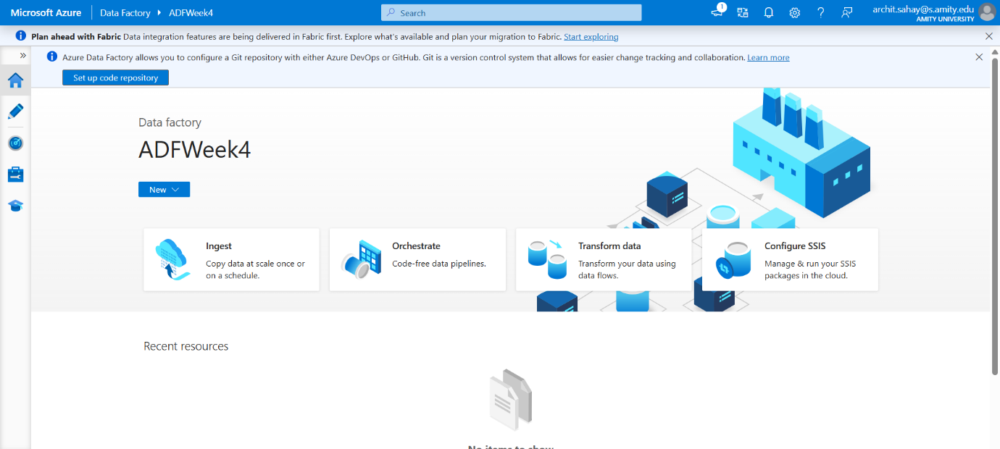 Microsoft Azure
Data Factory
ADFWeek4
Search
1
archit.sahay@s.amity.edu
AMITY UNIVERSITY
Plan ahead with Fabric Data integration features are being delivered in Fabric first. Explore what's available and plan your migration to Fabric. Start exploring
Azure Data Factory allows you to configure a Git repository with either Azure DevOps or GitHub. Git is a version control system that allows for easier change tracking and collaboration. Learn more
Set up code repository
Data factory
ADFWeek4
New
Ingest
Copy data at scale once or
on a schedule.
Orchestrate
Code-free data pipelines.
Transform data
Transform your data using
data flows.
Configure SSIS
Manage & run your SSIS
packages in the cloud.
Recent resources
No items to show